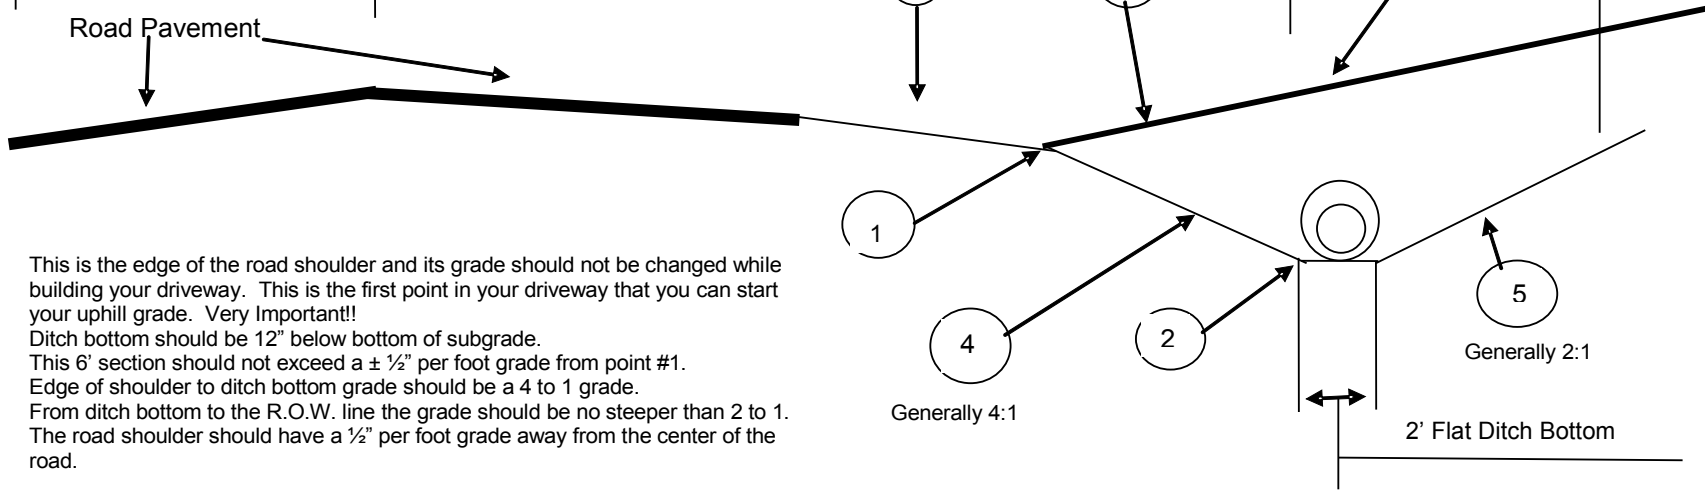 Road Pavement
1
This is the edge of the road shoulder and its grade should not be changed while
building your driveway.  This is the first point in your driveway that you can start
your uphill grade.  Very Important!!
Ditch bottom should be 12” below bottom of subgrade.
This 6’ section should not exceed a ± ½” per foot grade from point #1.
Edge of shoulder to ditch bottom grade should be a 4 to 1 grade.
From ditch bottom to the R.O.W. line the grade should be no steeper than 2 to 1.
The road shoulder should have a ½” per foot grade away from the center of the
road.
4
Generally 4:1
2
5
Generally 2:1
2’ Flat Ditch Bottom